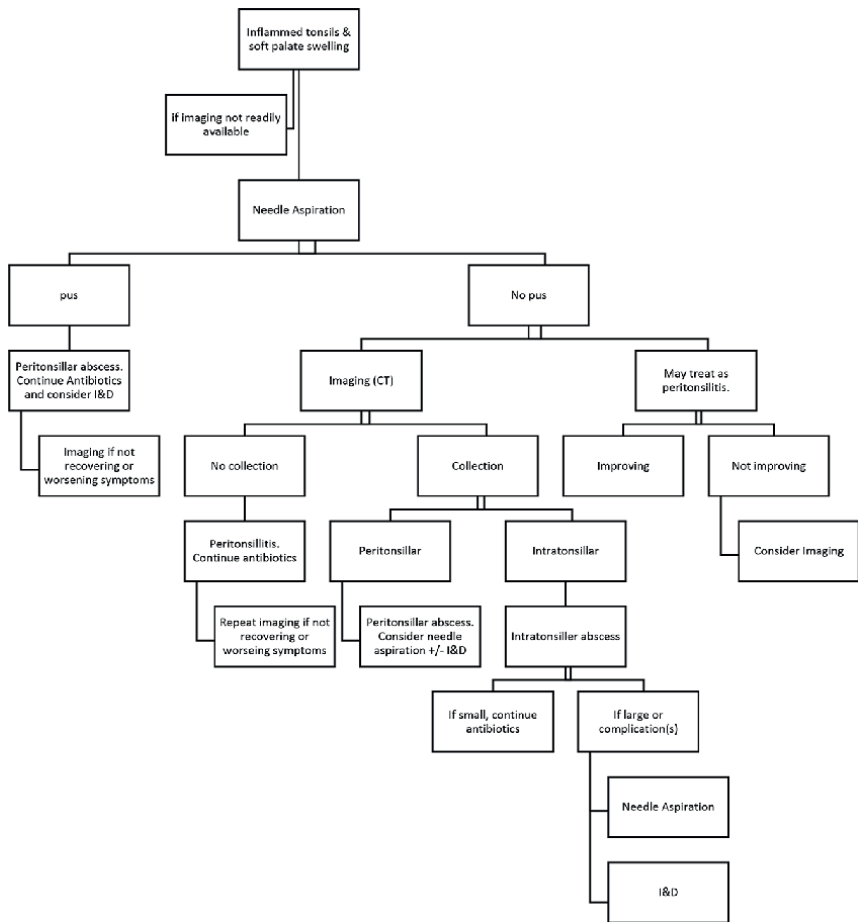 Inflammed tonsils &
soft palate swelling
if imaging not readily
available
Needle Aspiration
pus
No pus
Peritonsillar abscess.
Continue Antibiotics
and consider I&D
Imaging (CT)
May treat as
peritonsilitis.
Imaging if not
recovering or
worsening symptoms
No collection
Collection
Improving
Not improving
Peritonsillitis.
Continue antibiotics
Peritonsillar
Intratonsillar
Consider Imaging
Repeat imaging if not
recovering or
worseing symptoms
Peritonsillar abscess.
Consider needle
aspiration +/- I&D
Intratonsiller abscess
If small, continue
antibiotics
If large or
complication(s)
Needle Aspiration
I&D